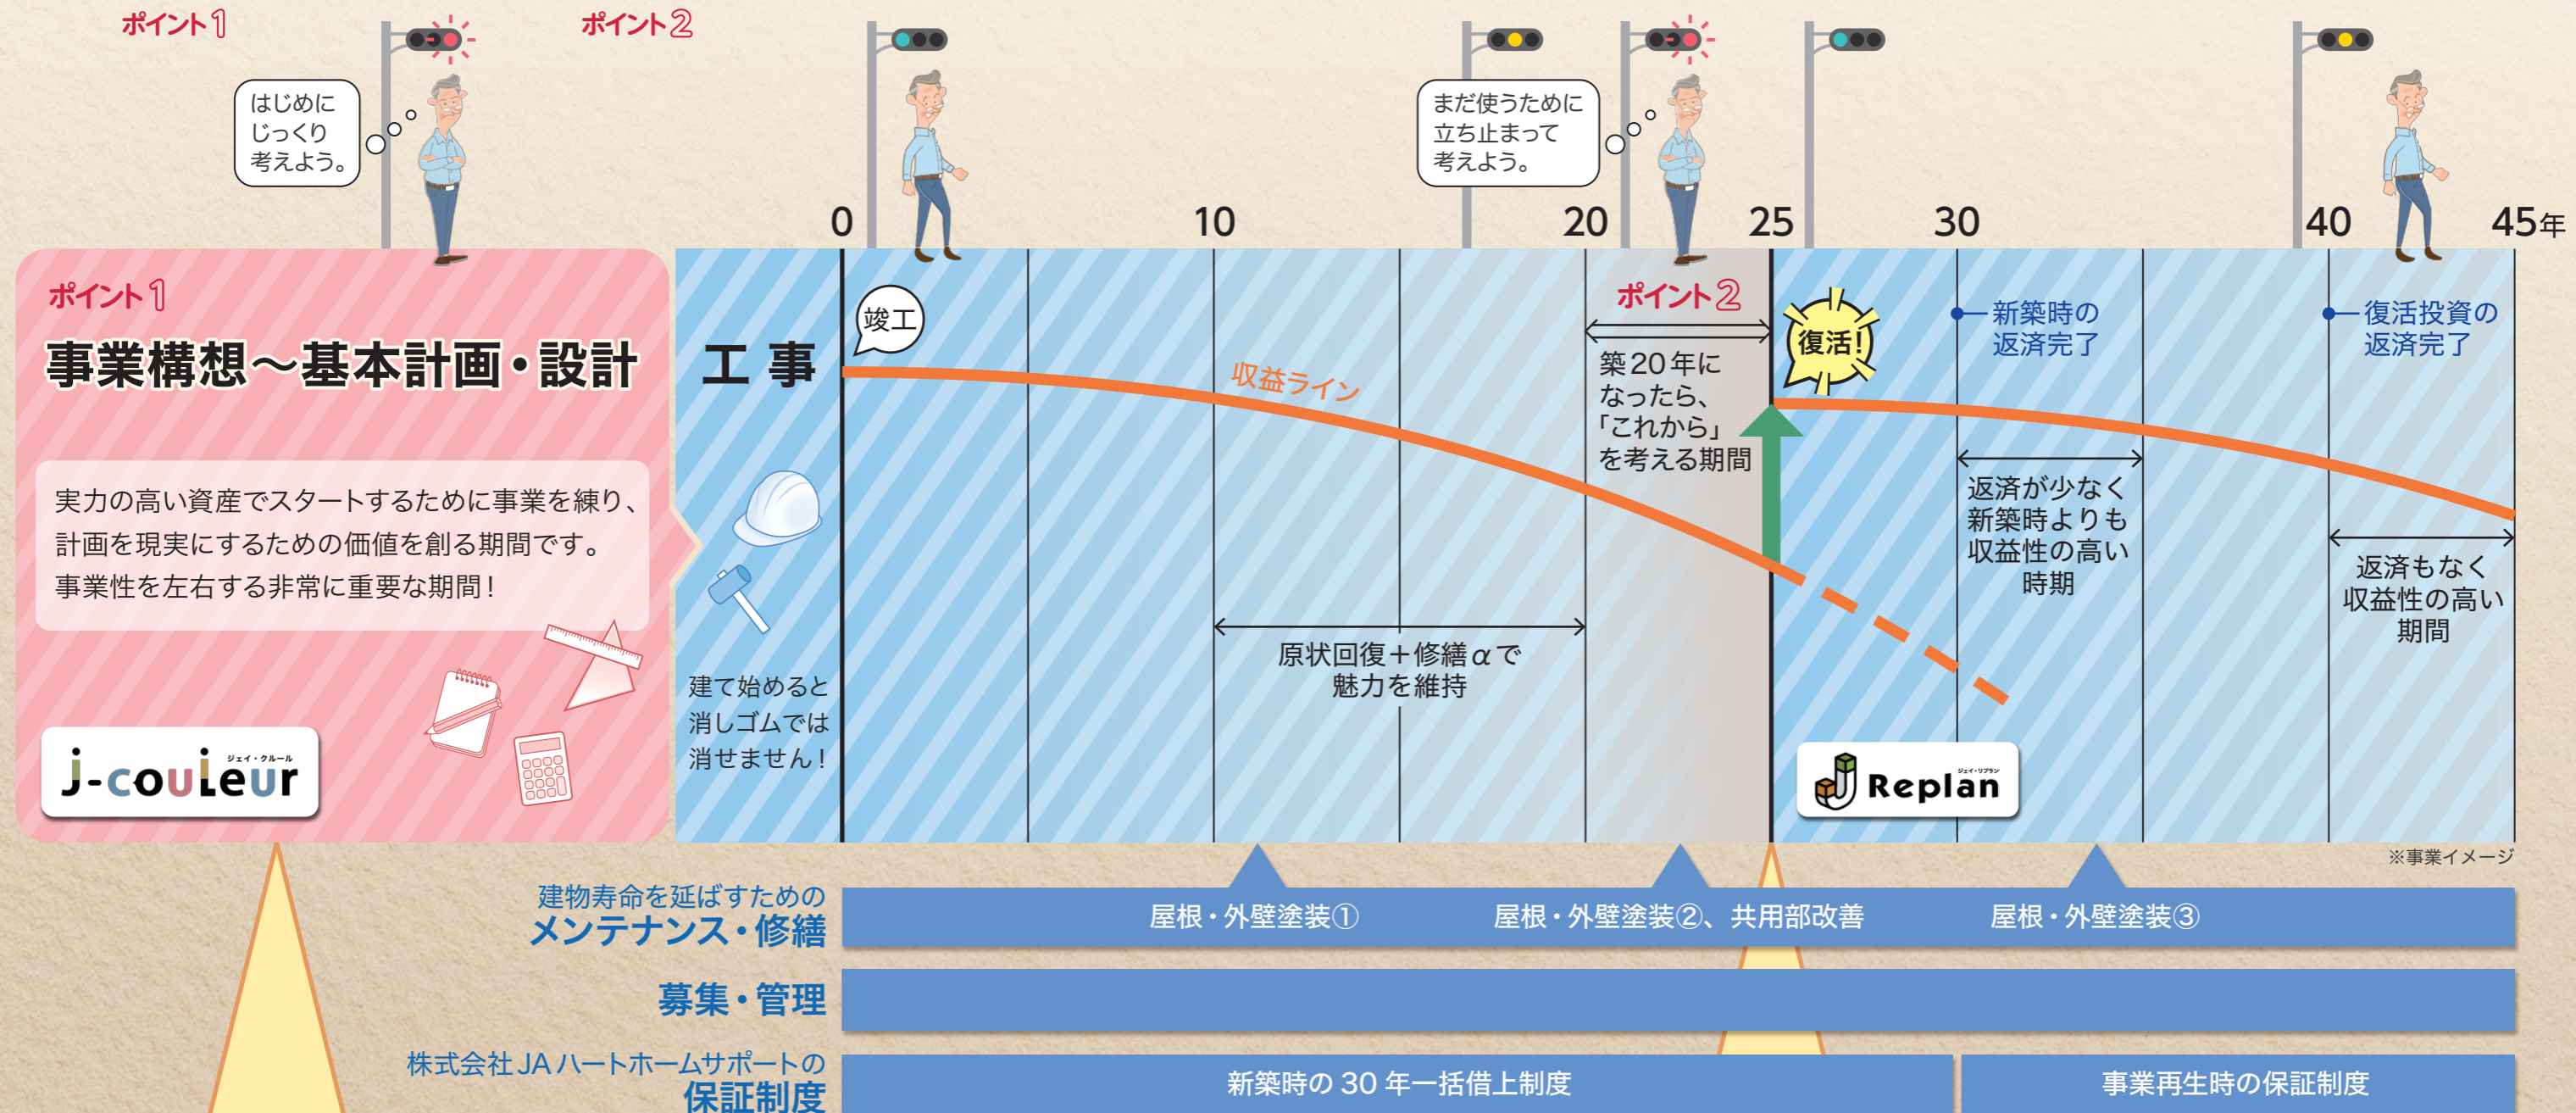 ポイント1
ポイント2
はじめに
じっくり
考えよう。
まだ使うために
立ち止まって
考えよう。
0
10
20
25
30
40
45年
ポイント1
事業構想〜基本計画・設計
実力の高い資産でスタートするために事業を練り、
計画を現実にするための価値を創る期間です。
事業性を左右する非常に重要な期間！
ジェイ・クルール
j-couleur
工事
建て始めると
消しゴムでは
消せません！
竣工
収益ライン
原状回復＋修繕αで
魅力を維持
ポイント2
築20年に
なったら、
「これから」
を考える期間
復活！
新築時の
返済完了
復活投資の
返済完了
返済が少なく
新築時よりも
収益性の高い
時期
返済もなく
収益性の高い
期間
ジェイ・リプラン
J Replan
※事業イメージ
建物寿命を延ばすための
メンテナンス・修繕
屋根・外壁塗装①
屋根・外壁塗装②、共用部改善
屋根・外壁塗装③
募集・管理
株式会社JAハートホームサポートの
保証制度
新築時の30年一括借上制度
事業再生時の保証制度